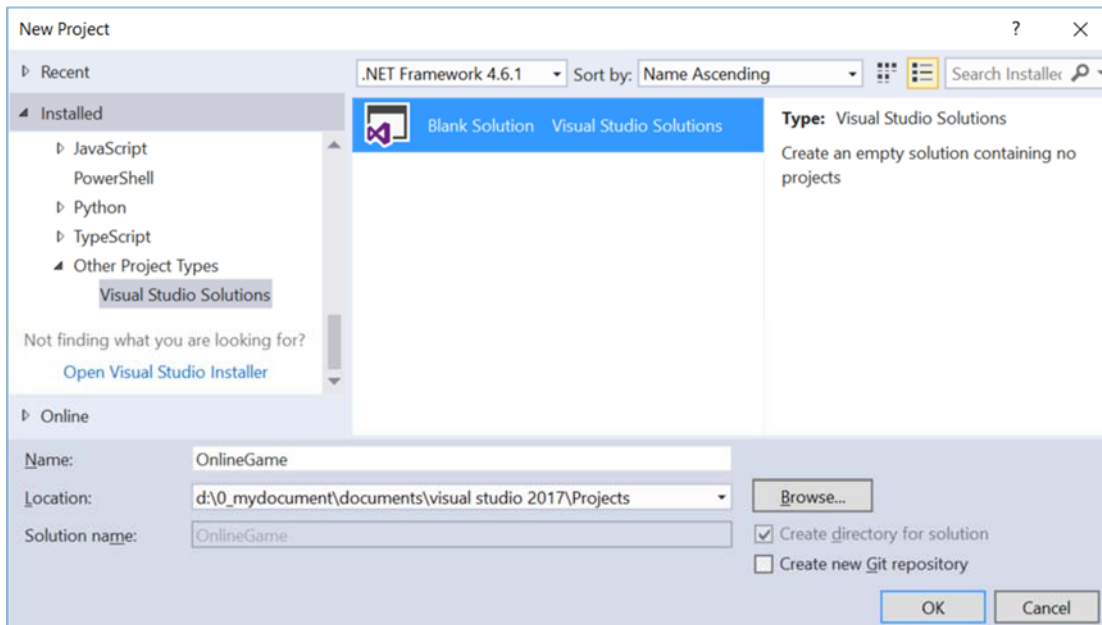 New Project
?
Recent
.NET Framework 4.6.1
Sort by: Name Ascending
Installed
JavaScript
PowerShell
Python
TypeScript
Other Project Types
Visual Studio Solutions
Not finding what you are looking for?
Open Visual Studio Installer
Online
Blank Solution Visual Studio Solutions
Type: Visual Studio Solutions
Create an empty solution containing no
projects
Name: OnlineGame
Location: d:\0_mydocument\documents\visual studio 2017\Projects
Browse...
Solution name: OnlineGame
Create directory for solution
Create new Git repository
OK
Cancel